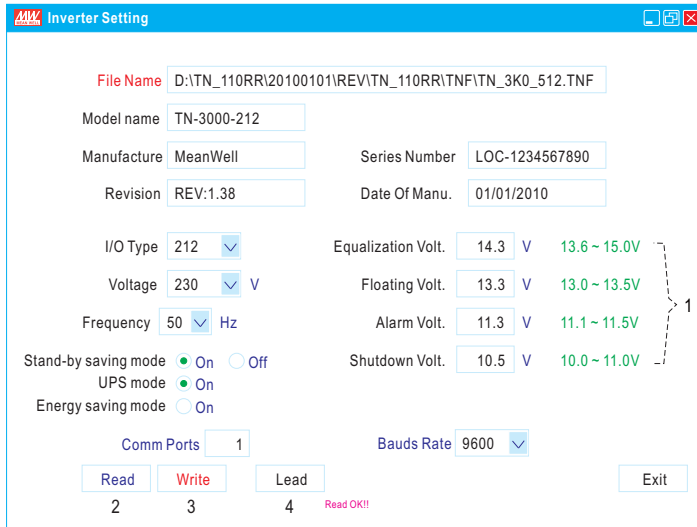 MW MEAN WELL Inverter Setting
File Name D:\TN_110RR\20100101\REV\TN_110RR\TNF\TN_3K0_512.TNF
Model name TN-3000-212
Manufacture MeanWell Series Number LOC-1234567890
Revision REV:1.38 Date Of Manu. 01/01/2010
I/O Type 212 Equalization Volt. 14.3 V 13.6 ~ 15.0V
Voltage 230 V Floating Volt. 13.3 V 13.0 ~ 13.5V
1
Frequency 50 Hz Alarm Volt. 11.3 V 11.1 ~ 11.5V
Stand-by saving mode On Off Shutdown Volt. 10.5 V 10.0 ~ 11.0V
UPS mode On
Energy saving mode On
Comm Ports 1 Bauds Rate 9600
Read Write Lead Exit
2 3 4 Read OK!!